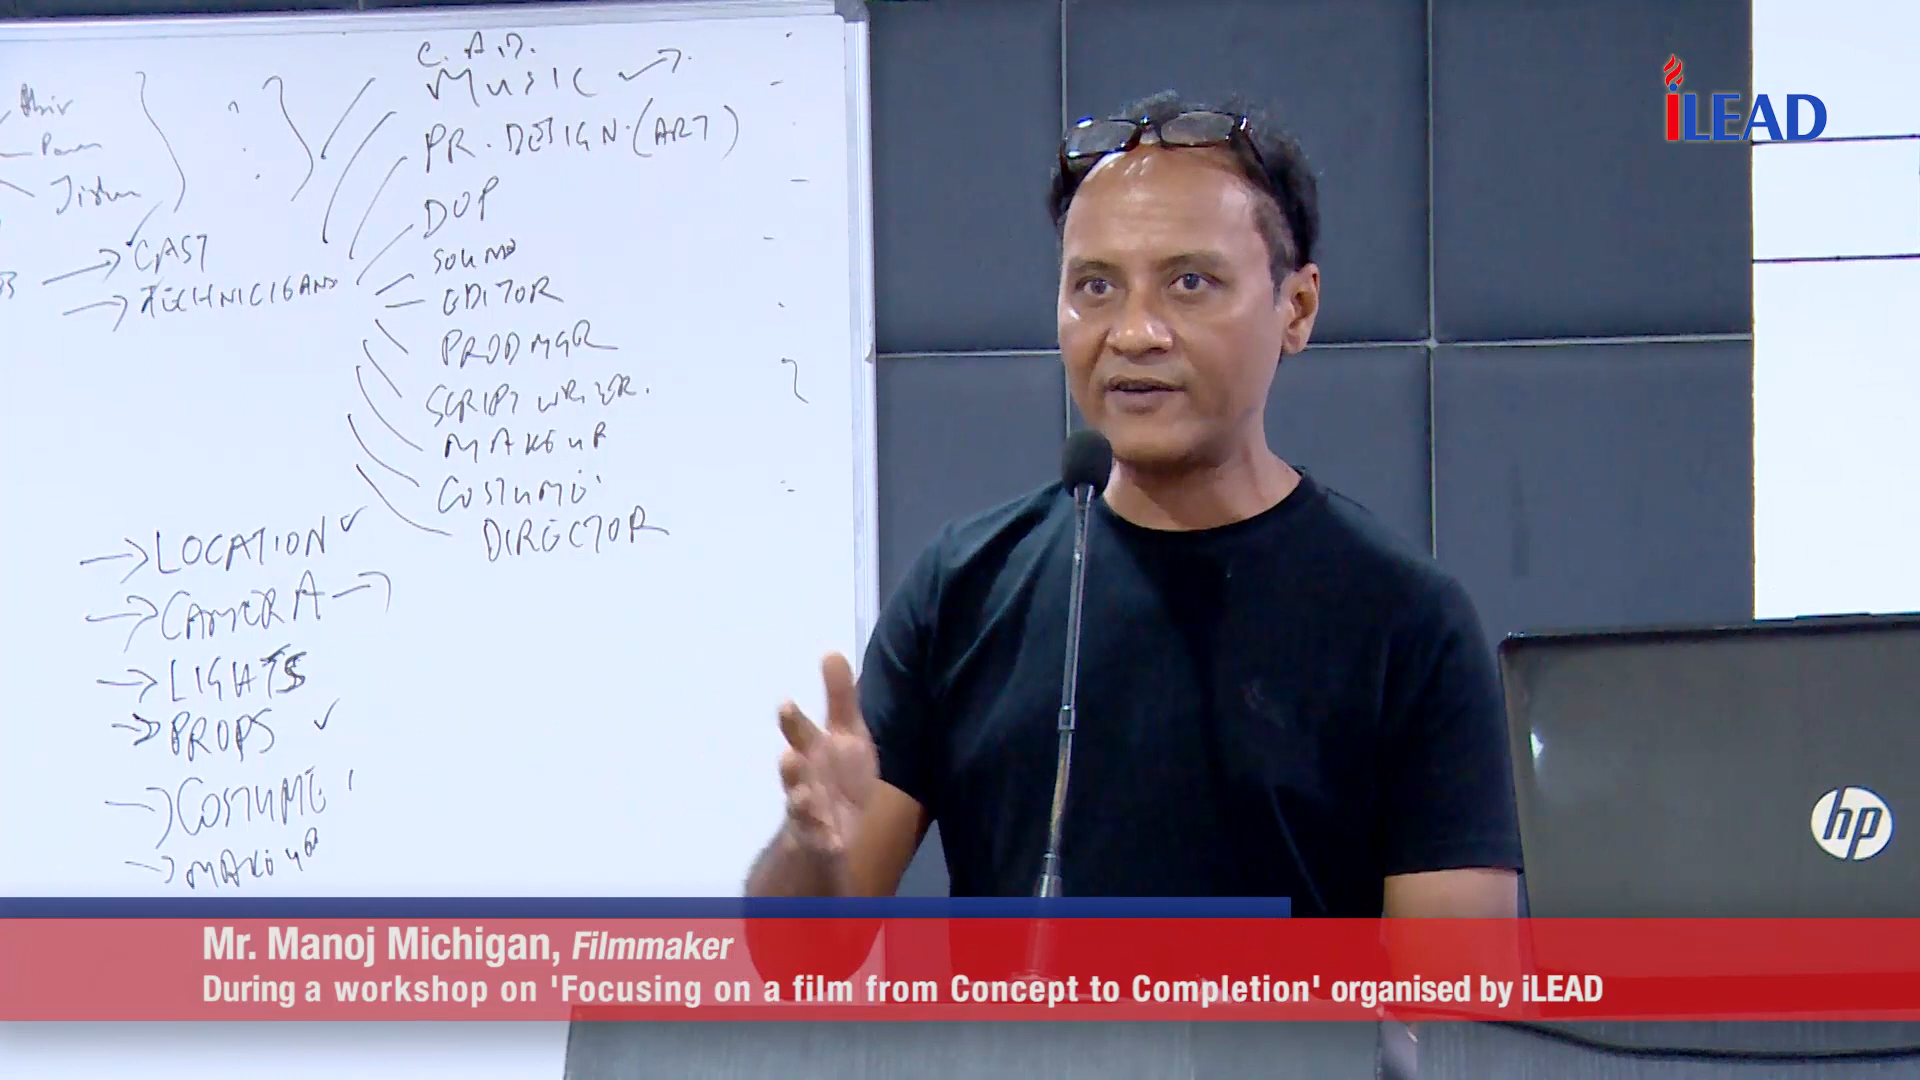 C.A.D.
MUSIC
PR. DESIGN. (ART)
DOP
SOUND
EDITOR
PROD MGR
SCRIPT WRITER.
MAKEUP
COSTUME
DIRECTOR
CAST
LOCATION
CAMERA
LIGHTS
PROPS
COSTUME
MAKEUP
iLEAD
hp
Mr. Manoj Michigan, Filmmaker
During a workshop on 'Focusing on a film from Concept to Completion' organised by iLEAD